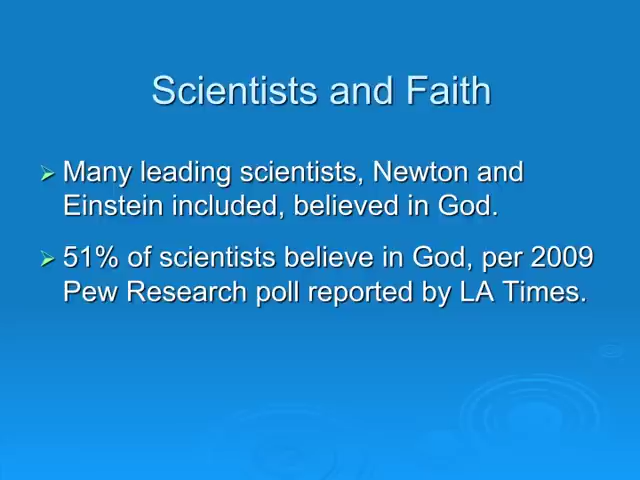 Scientists and Faith
Many leading scientists, Newton and
Einstein included, believed in God.
51% of scientists believe in God, per 2009
Pew Research poll reported by LA Times.